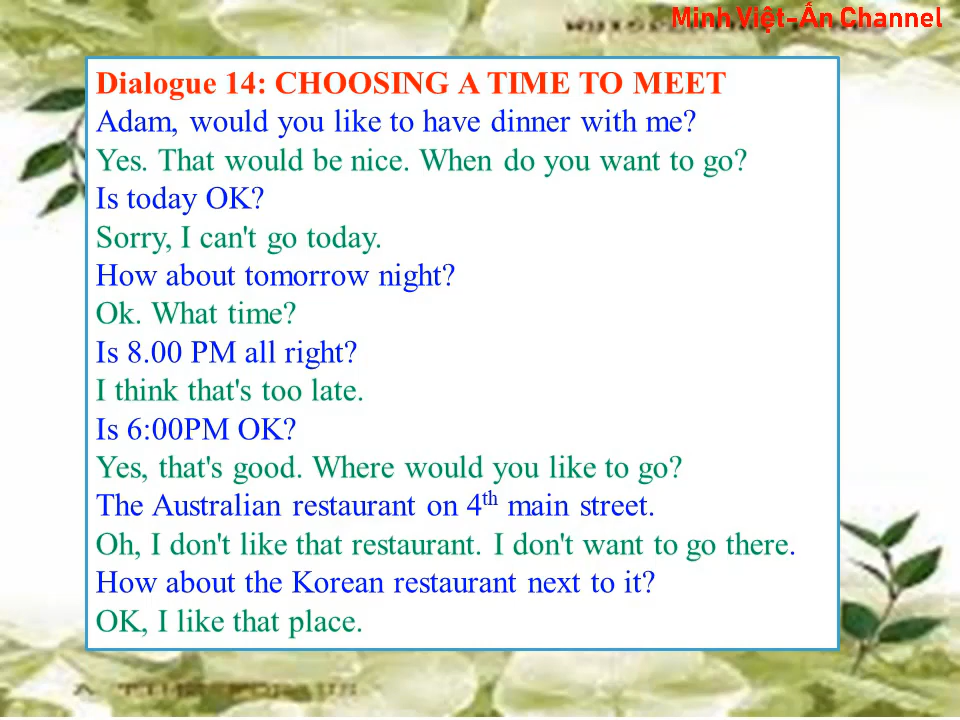 Minh Việt-Ấn Channel
Dialogue 14: CHOOSING A TIME TO MEET
Adam, would you like to have dinner with me?
Yes. That would be nice. When do you want to go?
Is today OK?
Sorry, I can't go today.
How about tomorrow night?
Ok. What time?
Is 8.00 PM all right?
I think that's too late.
Is 6:00PM OK?
Yes, that's good. Where would you like to go?
The Australian restaurant on 4th main street.
Oh, I don't like that restaurant. I don't want to go there.
How about the Korean restaurant next to it?
OK, I like that place.